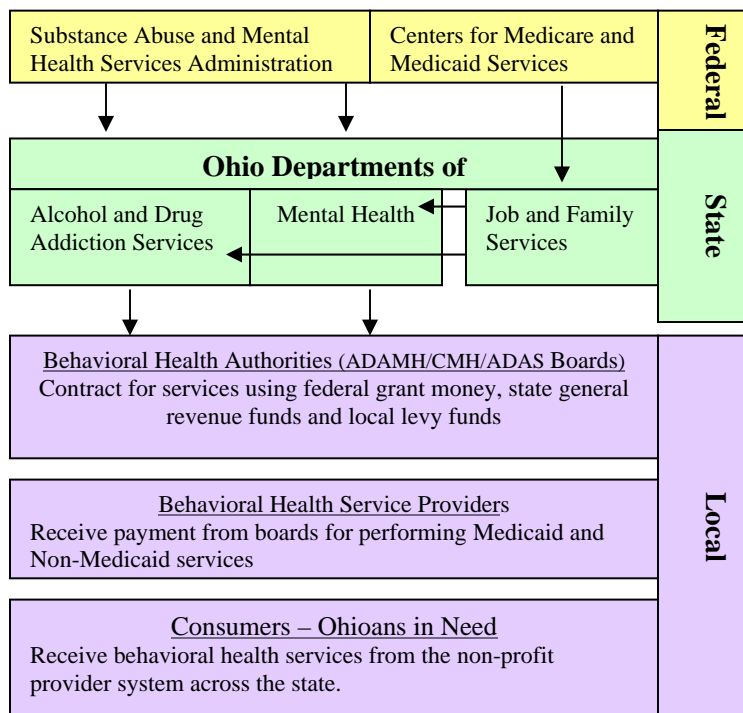 Substance Abuse and Mental
Health Services Administration
Centers for Medicare and
Medicaid Services
Federal
Ohio Departments of
Alcohol and Drug
Addiction Services
Mental Health
Job and Family
Services
State
Behavioral Health Authorities (ADAMH/CMH/ADAS Boards)
Contract for services using federal grant money, state general
revenue funds and local levy funds
Behavioral Health Service Providers
Receive payment from boards for performing Medicaid and
Non-Medicaid services
Consumers – Ohioans in Need
Receive behavioral health services from the non-profit
provider system across the state.
Local